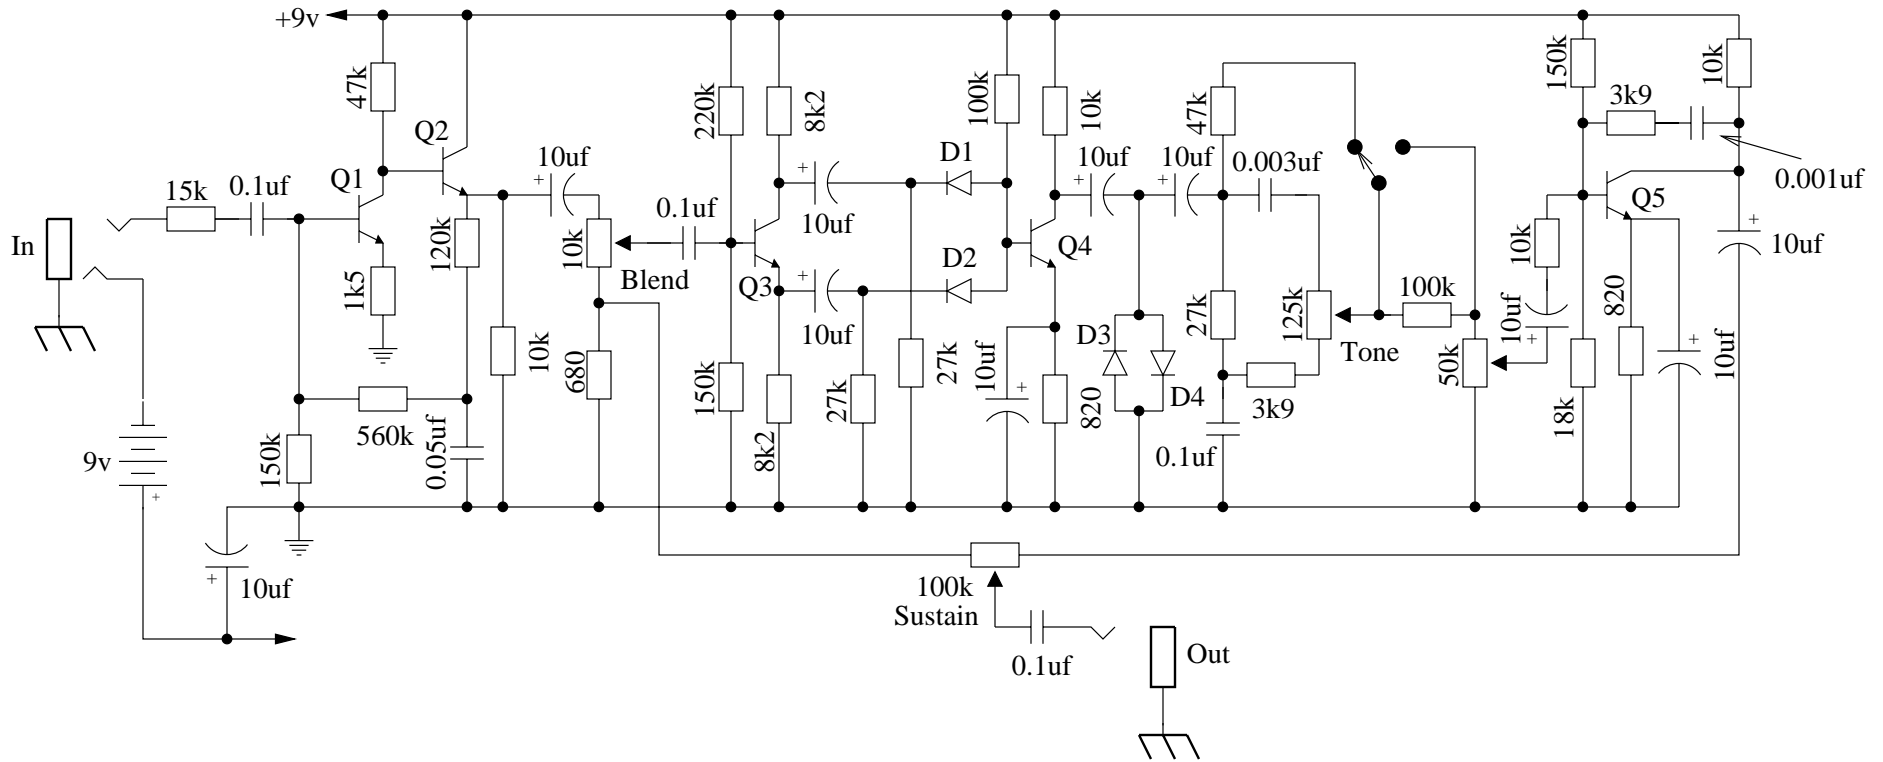 +9v
47k
Q2
10uf
15k
0.1uf
Q1
In
1k5
120k
10k
Blend
0.1uf
220k
8k2
10uf
Q3
10uf
D1
D2
100k
10k
Q4
10uf
10uf
47k
0.003uf
150k
3k9
10k
0.001uf
Q5
10uf
10k
10uf
820
10uf
9v
+
150k
560k
0.05uf
10k
680
150k
8k2
27k
27k
10uf
820
D3
D4
27k
125k
Tone
100k
3k9
0.1uf
50k
18k
10uf
100k
Sustain
0.1uf
Out